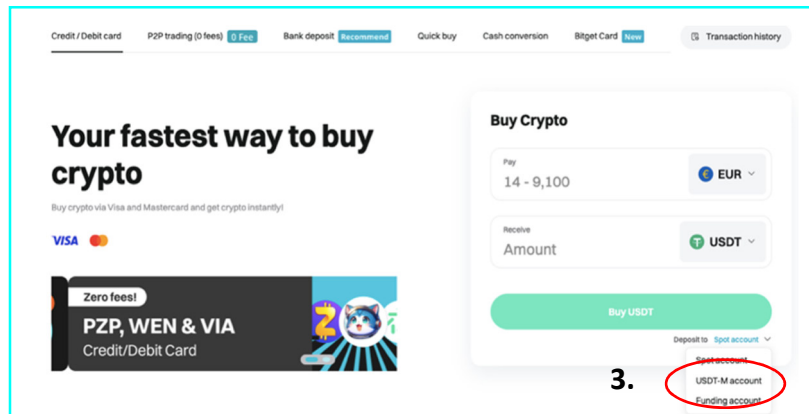 Credit / Debit card P2P trading (0 fees) 0 Fee Bank deposit Recommend Quick buy Cash conversion Bitget Card New Transaction history
Your fastest way to buy
crypto
Buy crypto via Visa and Mastercard and get crypto instantly!
VISA
Zero fees!
PZP, WEN & VIA
Credit/Debit Card
Buy Crypto
Pay
14 - 9,100 EUR
Receive
Amount USDT
Buy USDT
Deposit to Spot account
Spot account
3. USDT-M account
Funding account